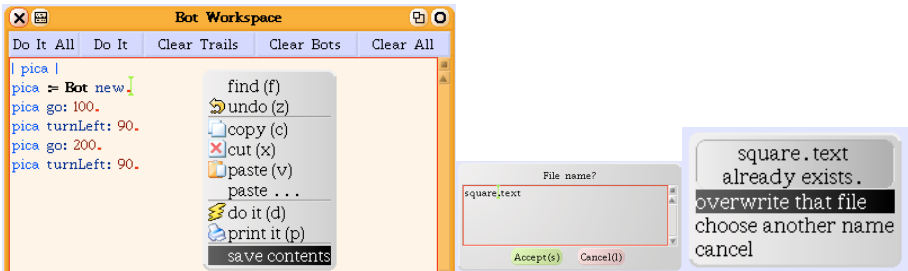 Bot Workspace
Do It All Do It Clear Trails Clear Bots Clear All
| pica |
pica := Bot new.
pica go: 100.
pica turnLeft: 90.
pica go: 200.
pica turnLeft: 90.
find (f)
undo (z)
copy (c)
cut (x)
paste (v)
paste ...
do it (d)
print it (p)
save contents
File name?
square.text
Accept(s) Cancel(l)
square.text
already exists.
overwrite that file
choose another name
cancel